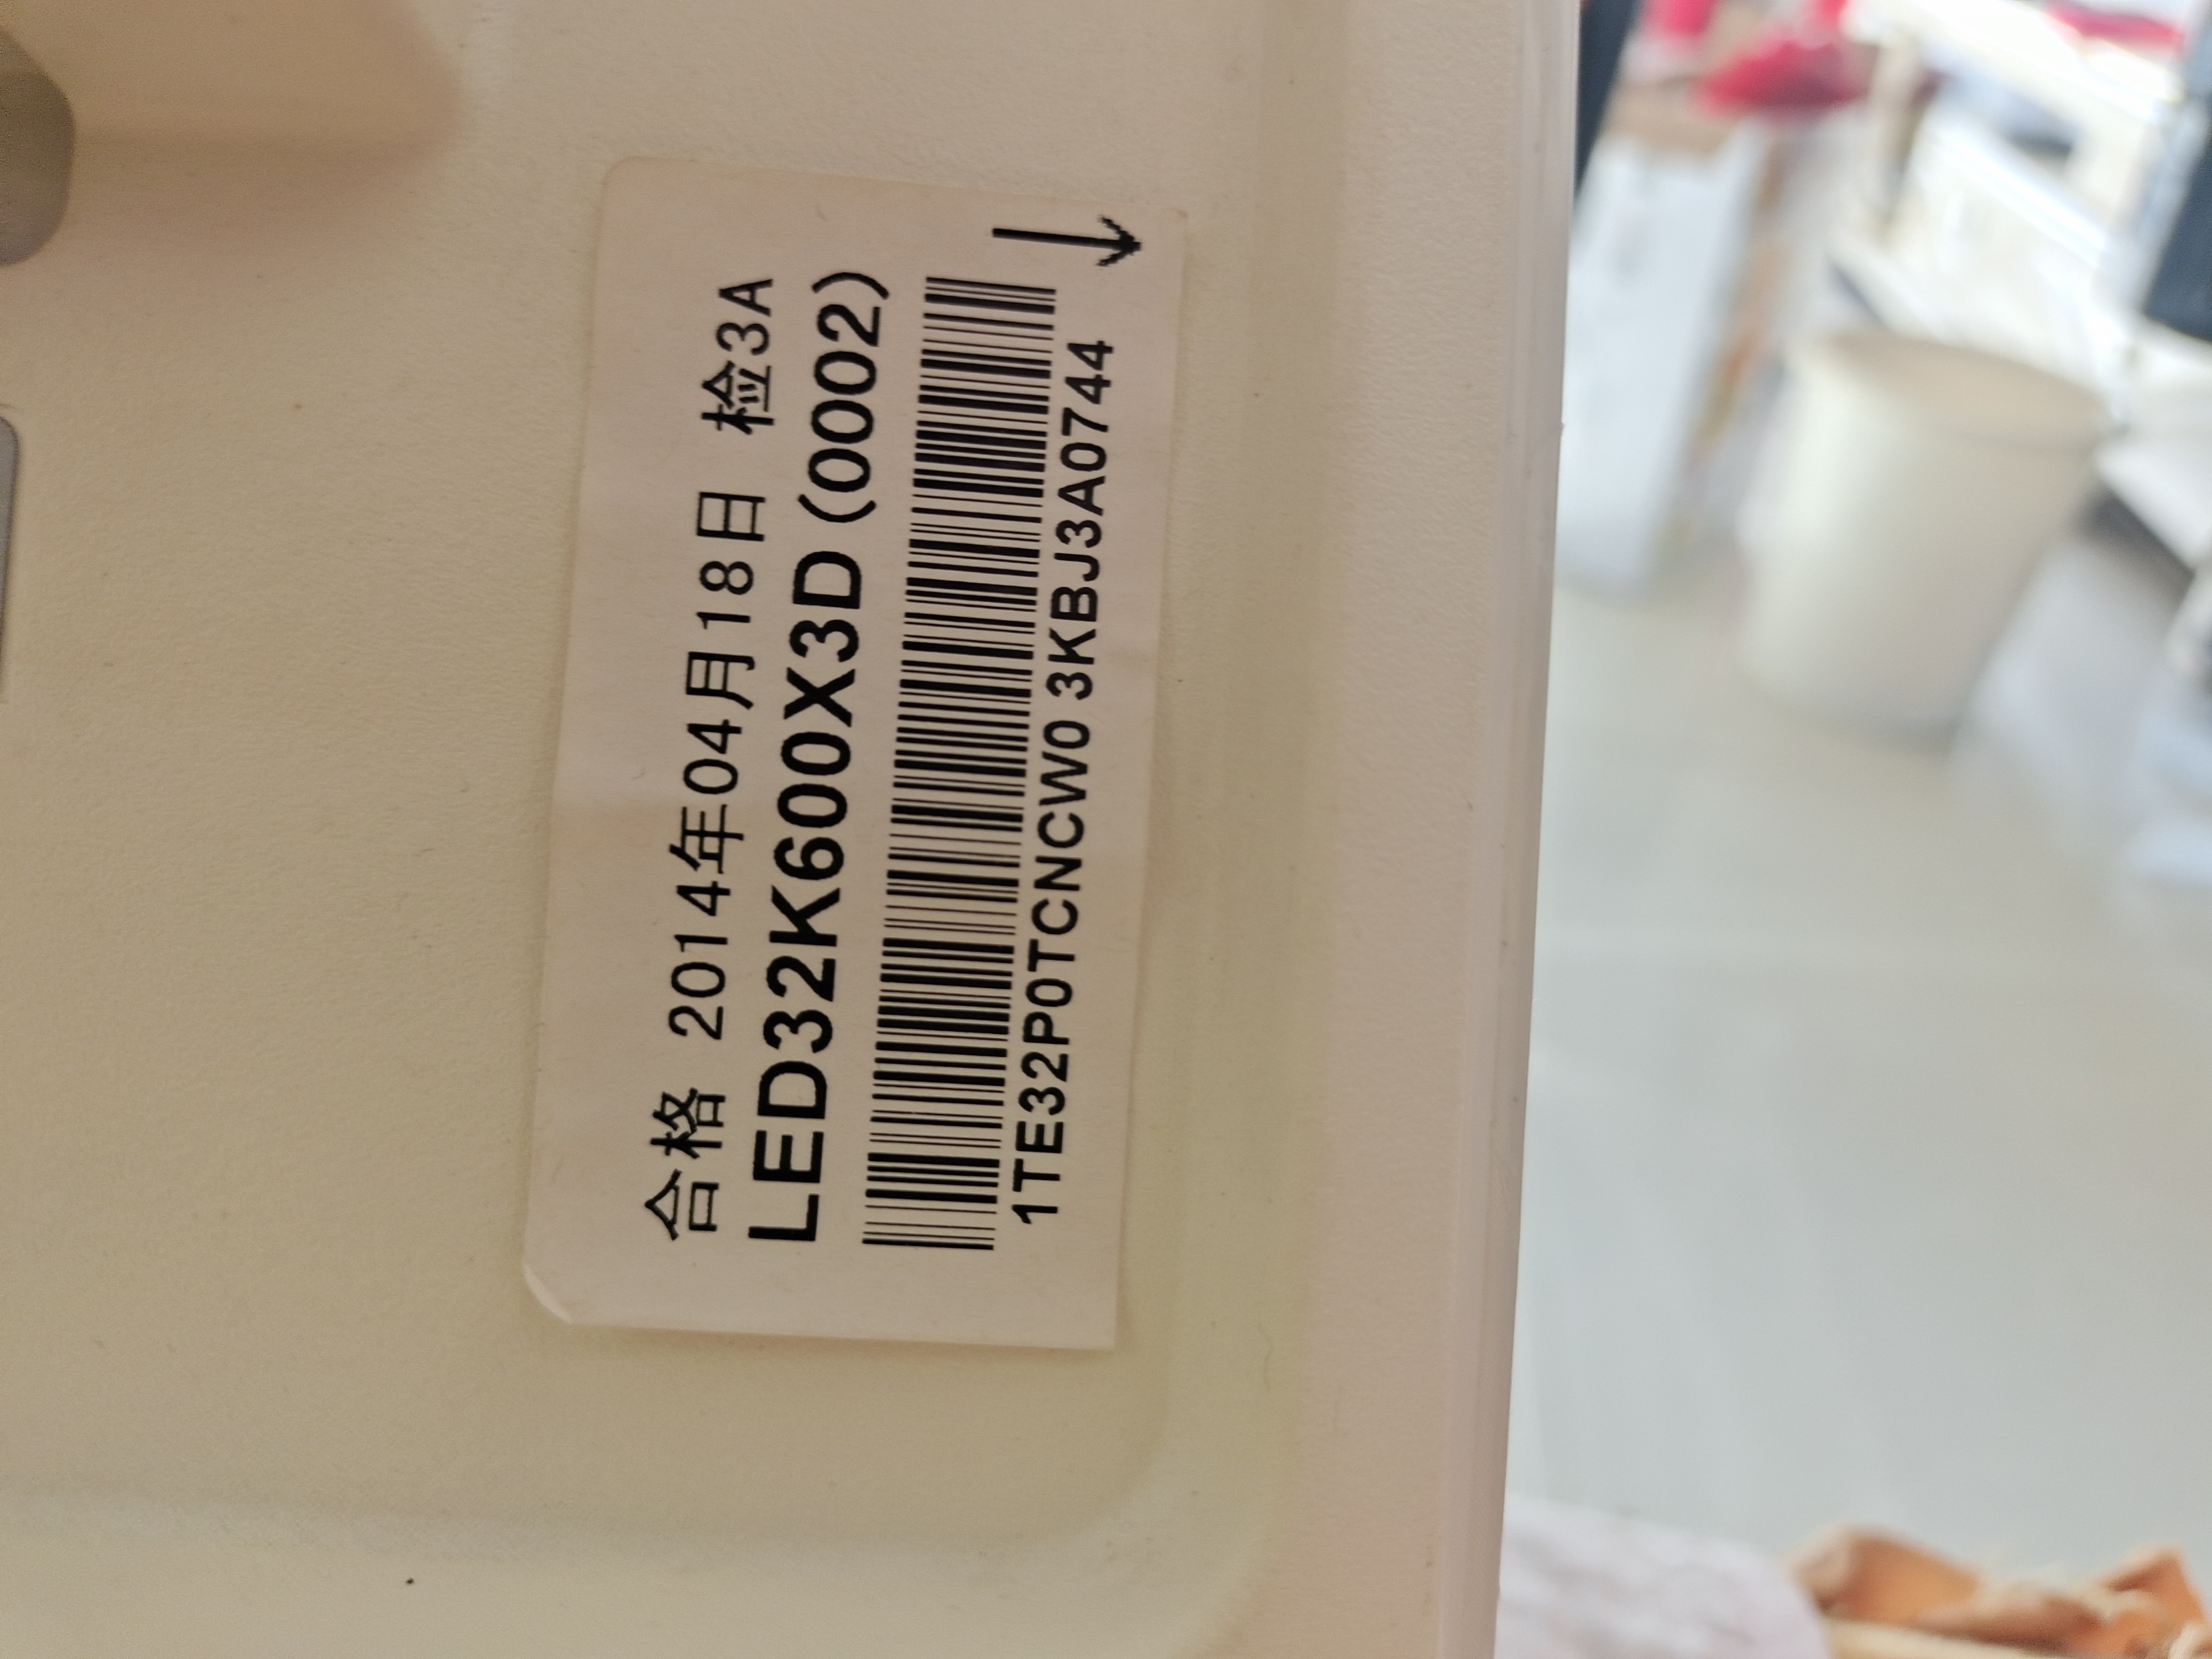 合格 2014年04月18日 检3A
LED32K600X3D(0002)
1TE32P0TCNCW0 3KBJ3A0744